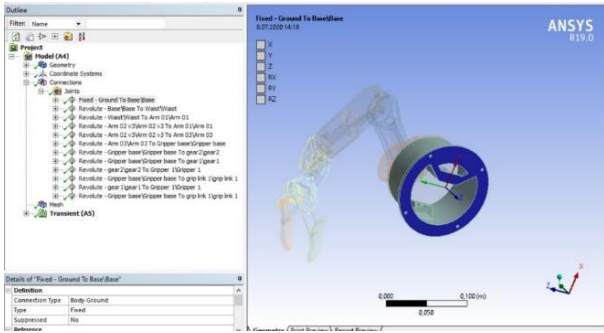 Outline
Filter: Name
Project
Model (A4)
Geometry
Coordinate Systems
Connections
Joints
Fixed - Ground To Base\Base
Revolute - Base\Base To Waist\Waist
Revolute - Waist\Waist To Arm 01\Arm 01
Revolute - Arm 02 v3\Arm 02 v3 To Arm 01\Arm 01
Revolute - Arm 02 v3\Arm 02 v3 To Arm 03\Arm 03
Revolute - Arm 03\Arm 03 To Gripper base\Gripper base
Revolute - Gripper base\Gripper base To gear2\gear2
Revolute - Gripper base\Gripper base To gear1\gear1
Revolute - gear2\gear2 To Gripper 1\Gripper 1
Revolute - Gripper base\Gripper base To grip link 1\grip link 1
Revolute - gear1\gear1 To Gripper 1\Gripper 1
Revolute - Gripper base\Gripper base To grip link 1\grip link 1
Mesh
Transient (A5)
Details of "Fixed - Ground To Base\Base"
Definition
Connection Type Body-Ground
Type Fixed
Suppressed No
Reference
Fixed - Ground To Base\Base
8.07.2020 14:18
X
Y
Z
RX
RY
RZ
ANSYS
R19.0
0,000 0,100 (m)
0,050
X
Z
Geometry Print Preview Report Preview